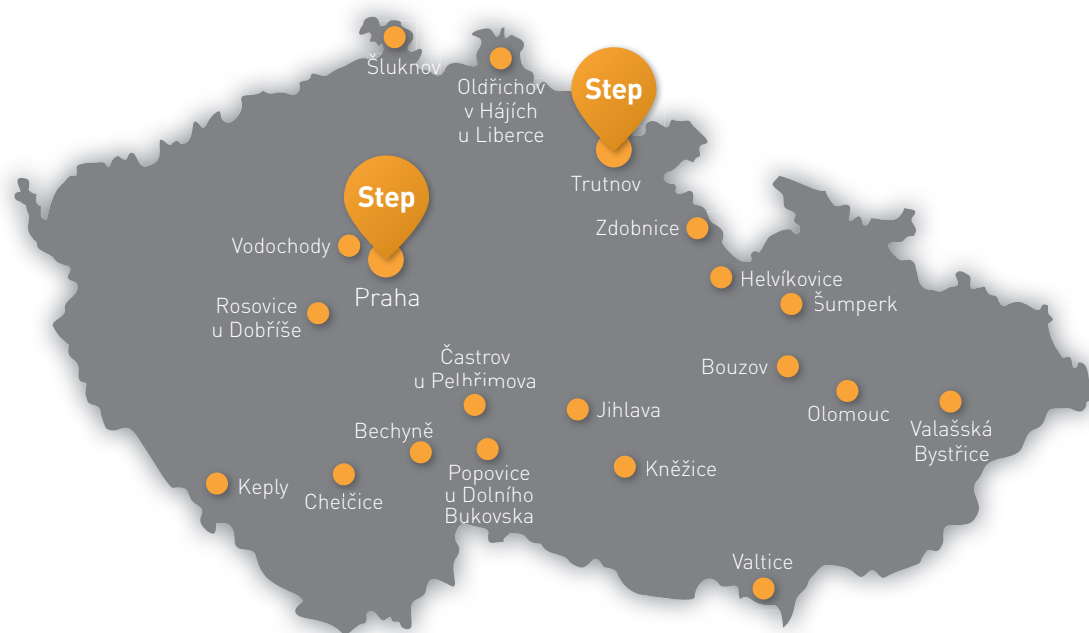 Šluknov
Oldřichov
v Hájích
u Liberce
Step
Trutnov
Step
Zdobnice
Vodochody
Helvíkovice
Praha
Rosovice
u Dobříše
Šumperk
Častrov
u Pelhřimova
Bouzov
Jihlava
Olomouc
Valašská
Bystřice
Bechyně
Kněžice
Popovice
u Dolního
Bukovska
Keply
Chelčice
Valtice